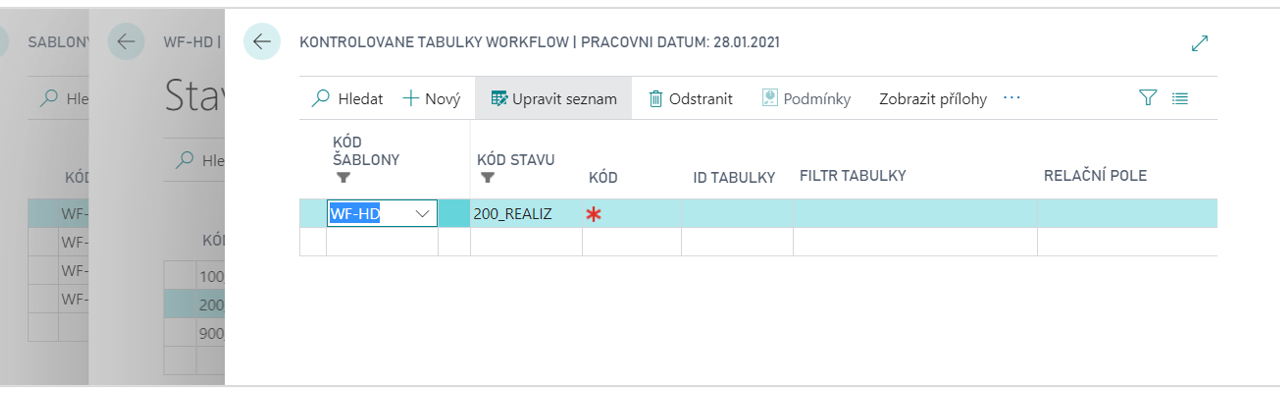 SABLON
WF-HD |
KONTROLOVANE TABULKY WORKFLOW | PRACOVNI DATUM: 28.01.2021
Hle
Stav
Hle
KÓD
WF-
WF-
WF-
WF-
KÓD
100
200
900
Hledat Nový Upravit seznam Odstranit Podmínky Zobrazit přílohy ···
KÓD
ŠABLONY
KÓD STAVU
KÓD
ID TABULKY
FILTR TABULKY
RELAČNÍ POLE
WF-HD 200_REALIZ